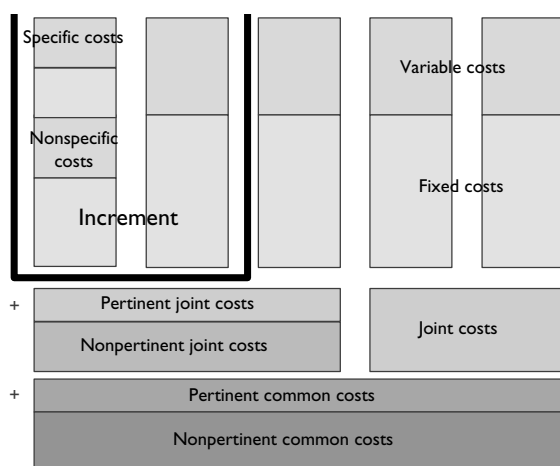 Specific costs
Variable costs
Nonspecific
costs
Fixed costs
Increment
+ Pertinent joint costs
Joint costs
Nonpertinent joint costs
+ Pertinent common costs
Nonpertinent common costs